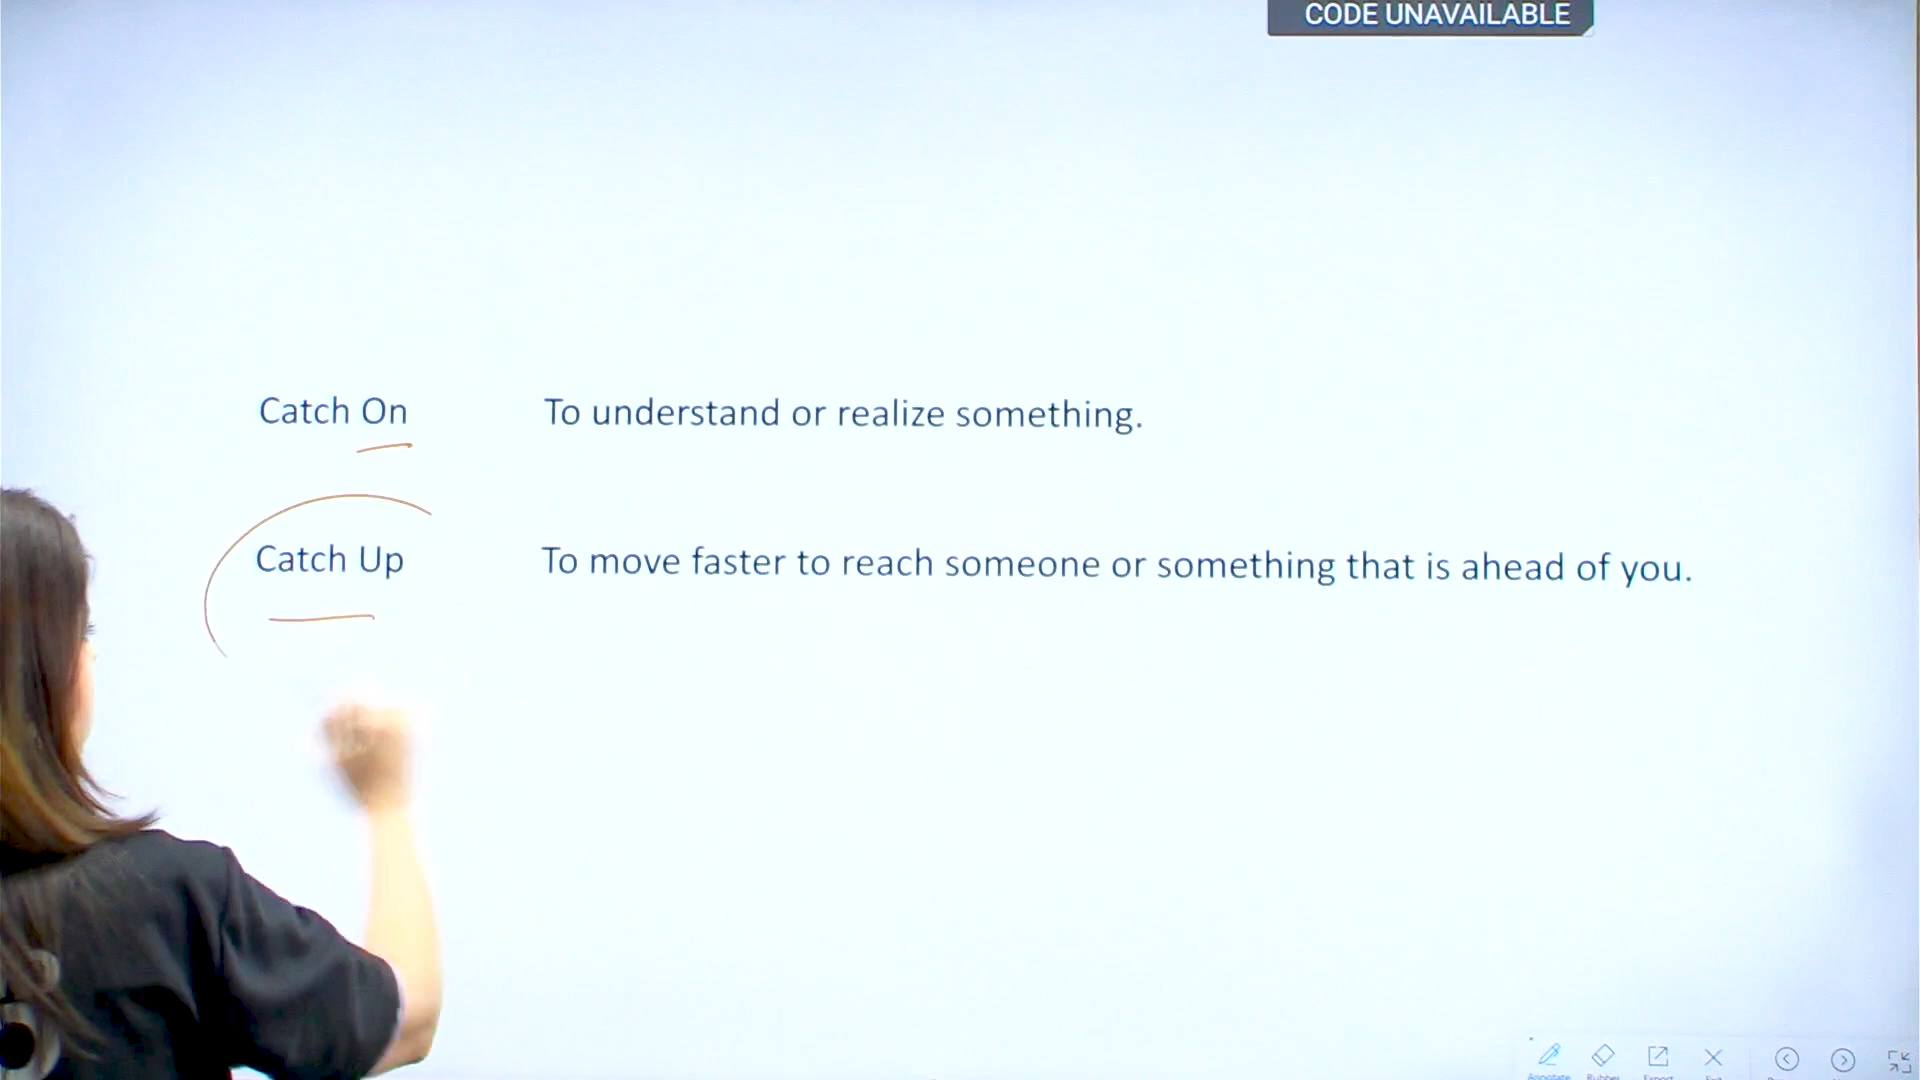 CODE UNAVAILABLE
Catch On To understand or realize something.
Catch Up To move faster to reach someone or something that is ahead of you.
Annotate